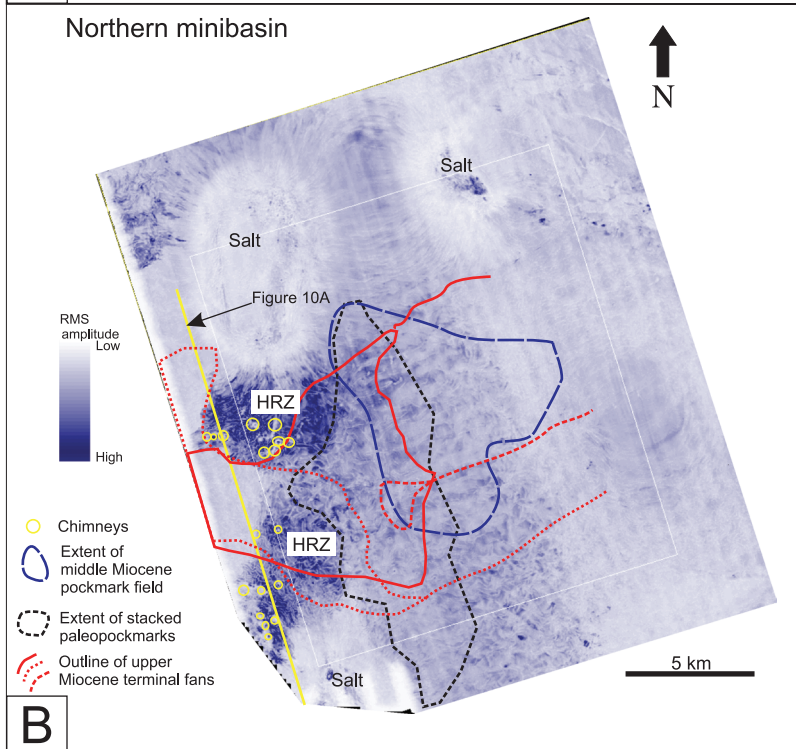 Northern minibasin
N
Salt
Salt
Figure 10A
RMS
amplitude
Low
High
HRZ
HRZ
Chimneys
Extent of
middle Miocene
pockmark field
Extent of stacked
paleopockmarks
Outline of upper
Miocene terminal fans
Salt
5 km
B